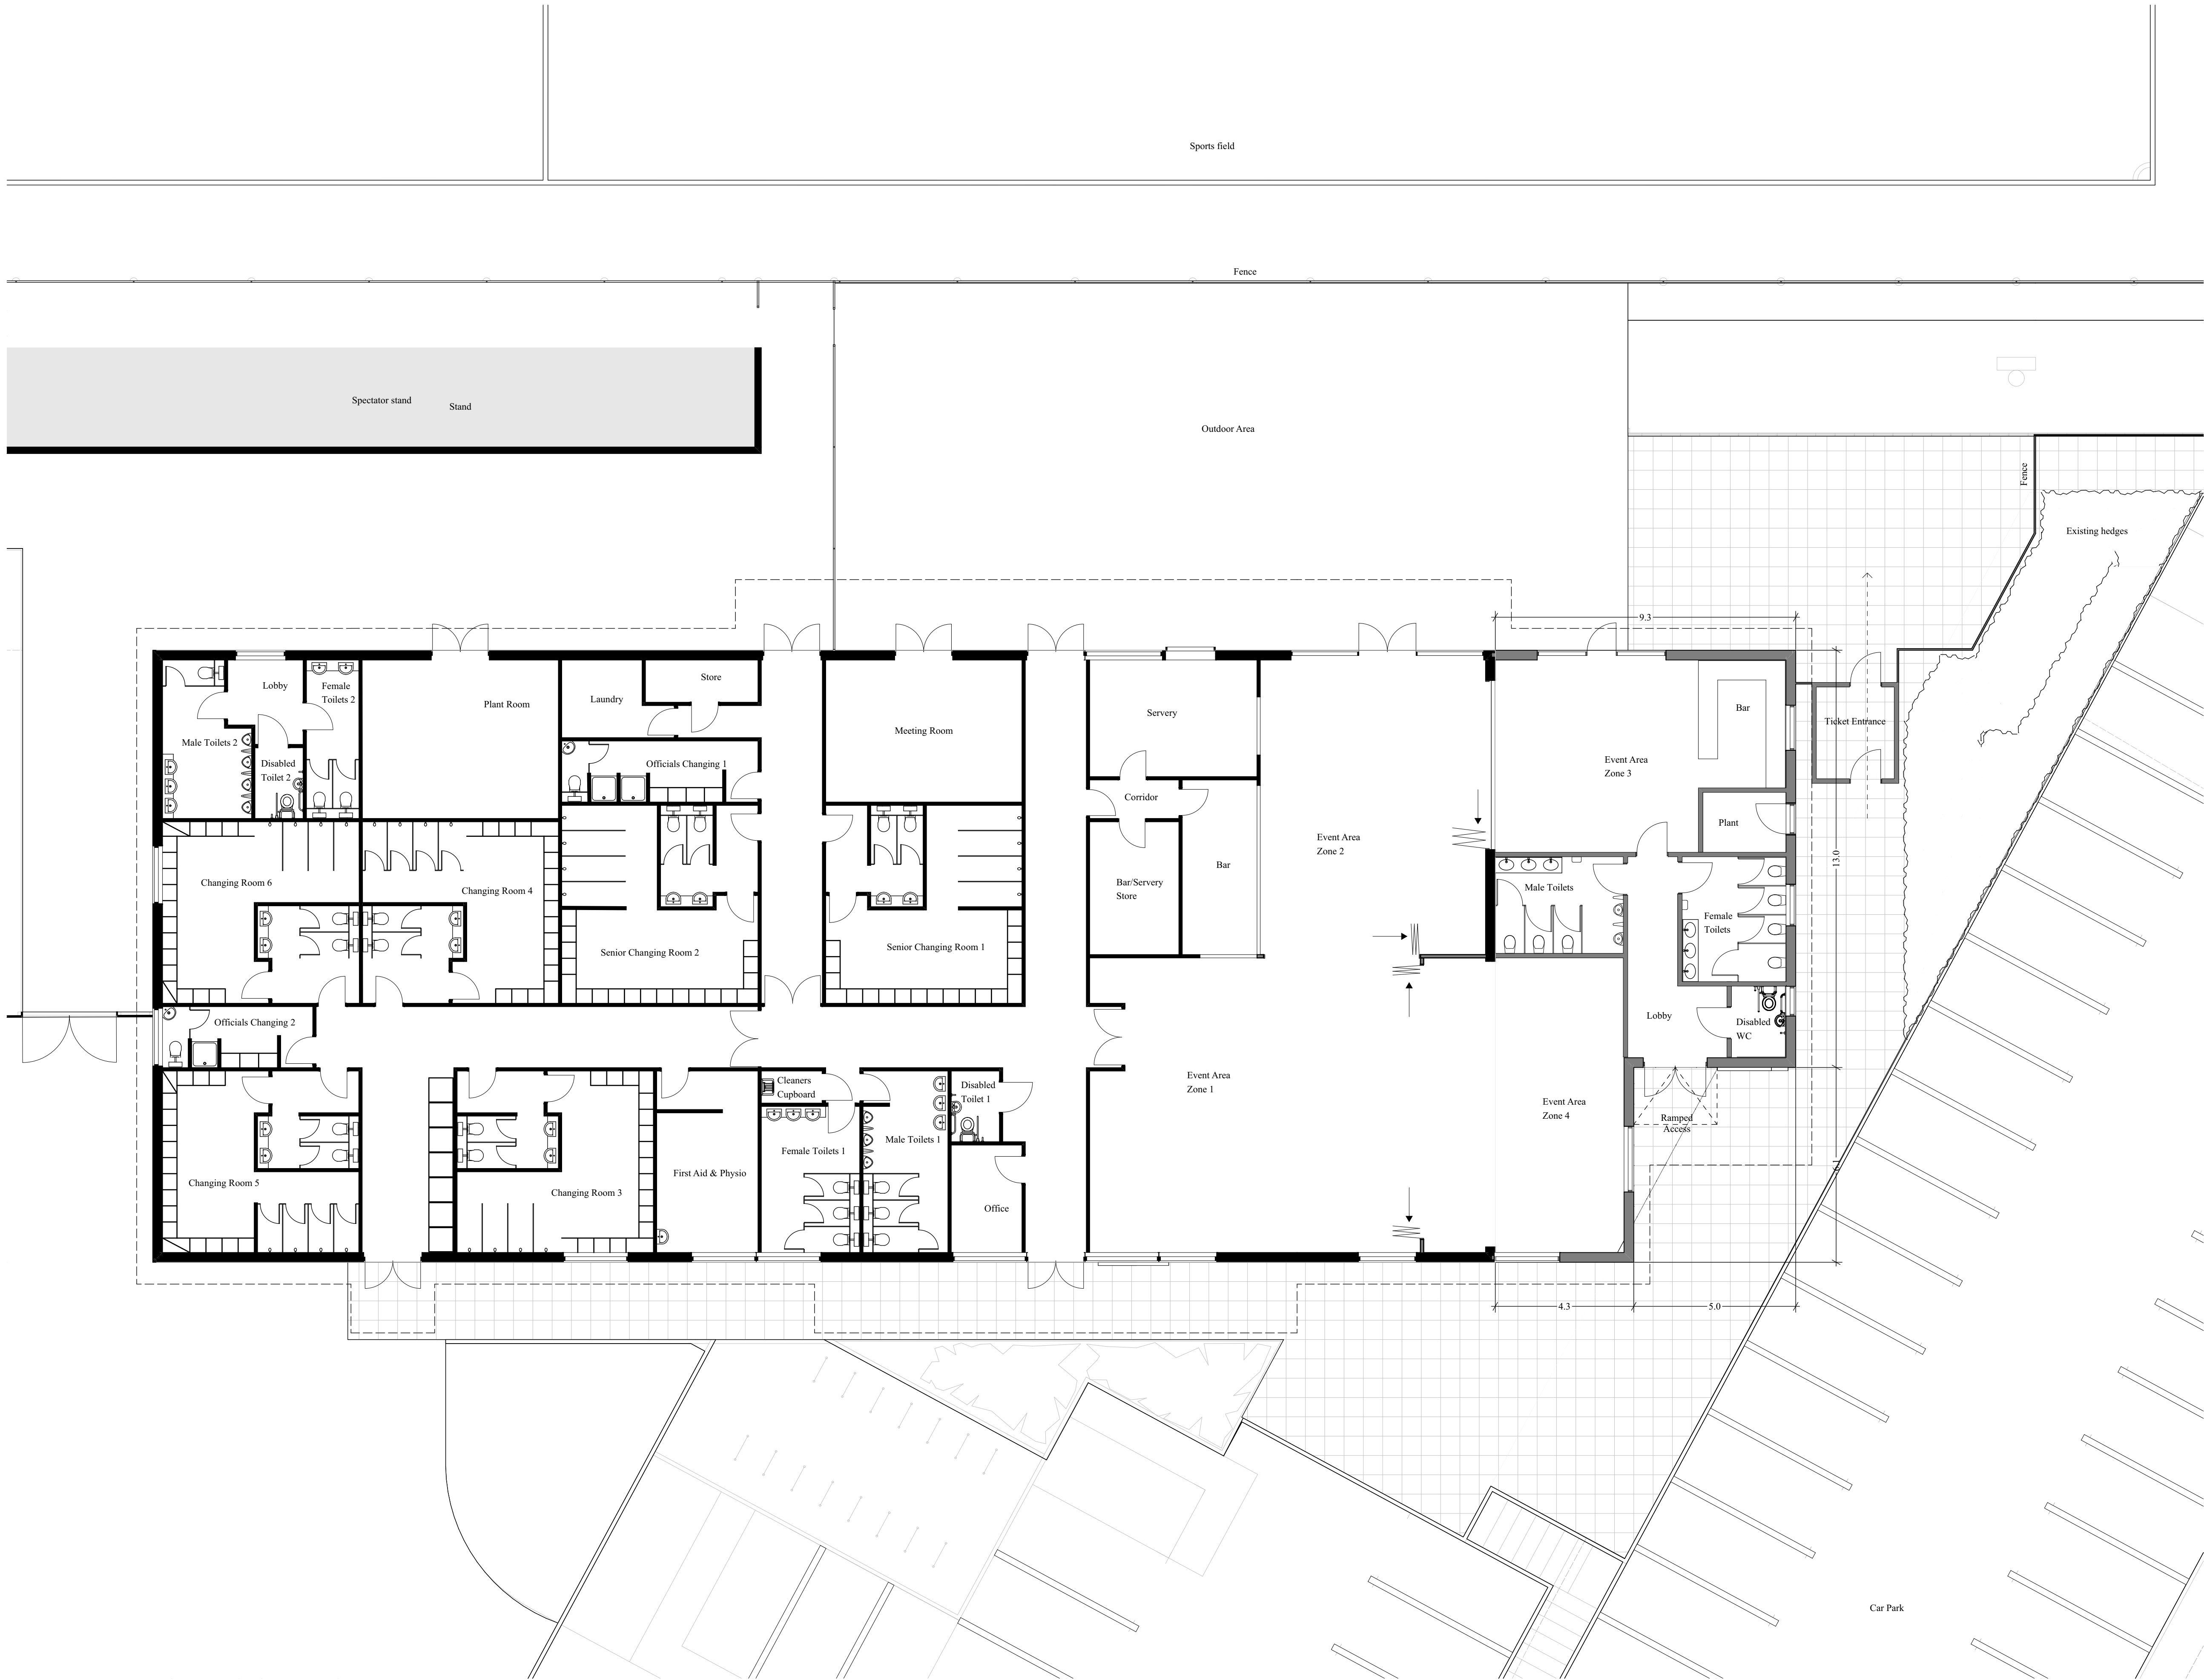 Sports field
Fence
Spectator stand
Stand
Outdoor Area
Fence
Existing hedges
9.3
Lobby
Female
Toilets 2
Plant Room
Laundry
Store
Meeting Room
Servery
Bar
Ticket Entrance
Male Toilets 2
Disabled
Toilet 2
Officials Changing 1
Event Area
Zone 3
Corridor
Plant
Event Area
Zone 2
13.0
Bar
Bar/Servery
Store
Changing Room 6
Changing Room 4
Male Toilets
Female
Toilets
Senior Changing Room 2
Senior Changing Room 1
Officials Changing 2
Lobby
Disabled
WC
Cleaners
Cupboard
Disabled
Toilet 1
Event Area
Zone 1
Event Area
Zone 4
Ramped
Access
Male Toilets 1
Female Toilets 1
First Aid & Physio
Changing Room 5
Changing Room 3
Office
6.1
4.3
5.0
Car Park